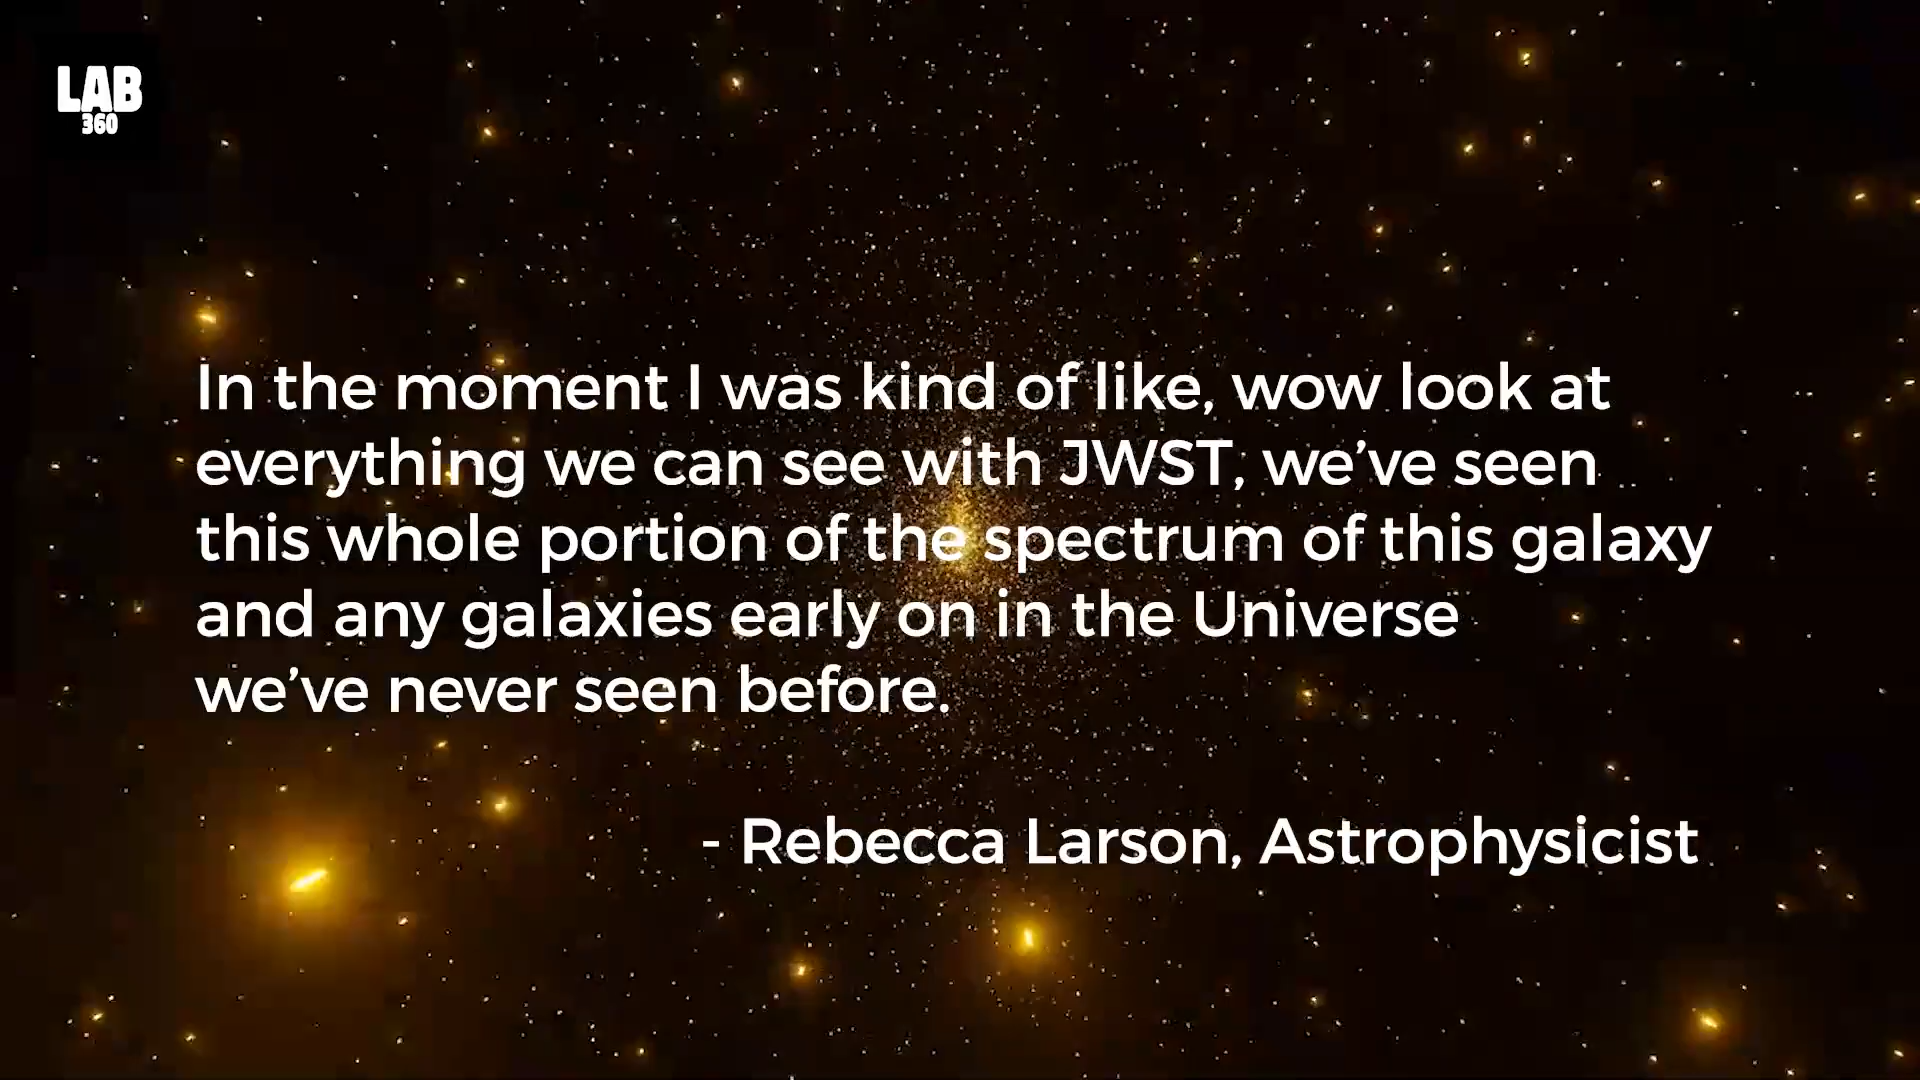 LAB
360
In the moment I was kind of like, wow look at
everything we can see with JWST, we’ve seen
this whole portion of the spectrum of this galaxy
and any galaxies early on in the Universe
we’ve never seen before.
- Rebecca Larson, Astrophysicist